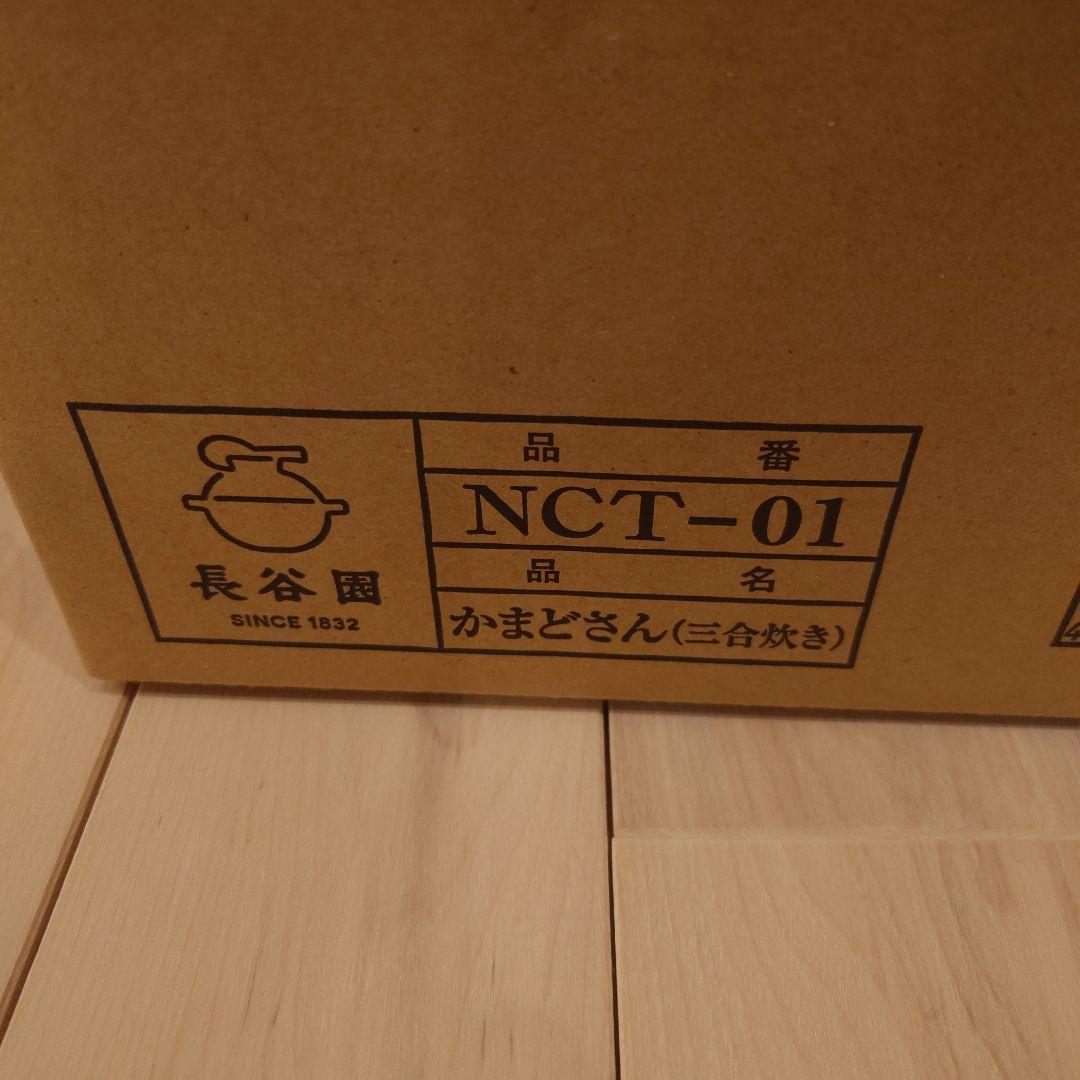 長谷園
SINCE 1832
品番
NCT-01
品名
かまどさん(三合炊き)